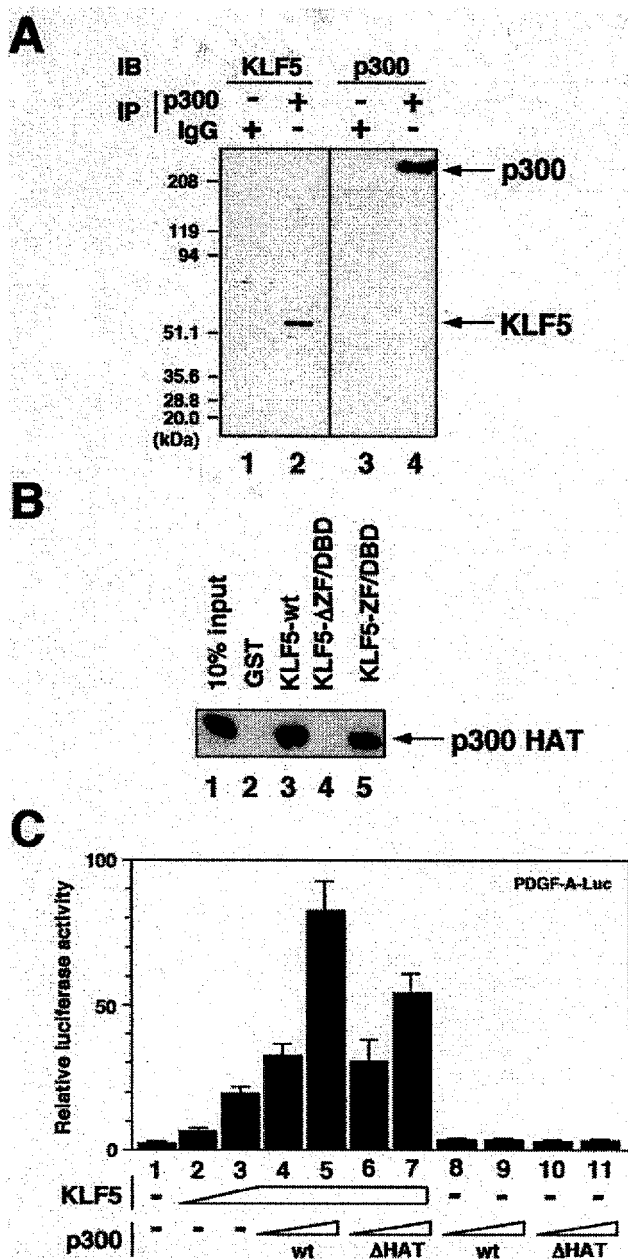 A
IB KLF5 p300
IP p300 - + - +
IgG + - + -
208
119
94
51.1
35.6
28.8
20.0
(kDa)
p300
KLF5
1 2 3 4
B
10% input
GST
KLF5-wt
KLF5-ΔZF/DBD
KLF5-ZF/DBD
p300 HAT
1 2 3 4 5
C
Relative luciferase activity
100
50
0
PDGF-A-Luc
1 2 3 4 5 6 7 8 9 10 11
KLF5 - - - - -
p300 - - -
wt ΔHAT wt ΔHAT